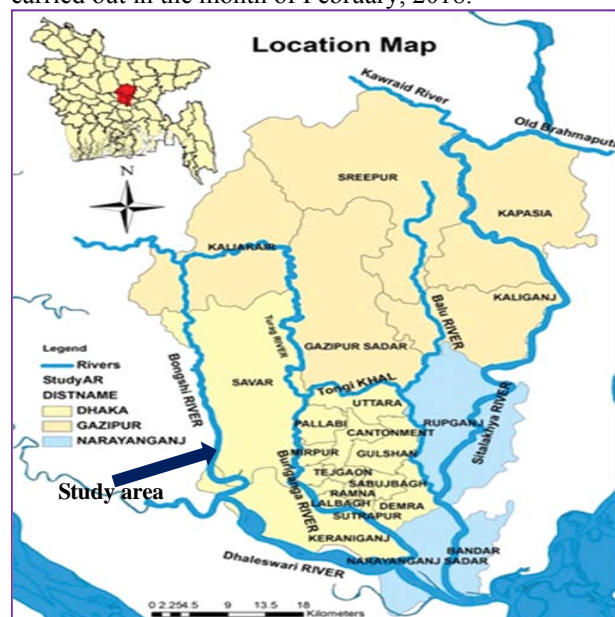 carried out in the month of February, 2018.
Location Map
Kawraid River
Old Brahmaputr
N
SREEPUR
KAPASIA
KALIAKAIR
KALIGANJ
Turag RIVER
Balu RIVER
GAZIPUR SADAR
Legend
Rivers
StudyAR
DISTNAME
DHAKA
GAZIPUR
NARAYANGANJ
Bongshi RIVER
SAVAR
Tongi KHAL
UTTARA
PALLABI
CANTONMENT
RUPGANJ
Sitalakhya RIVER
MIRPUR
GULSHAN
TEJGAON
SABUJBAGH
RAMNA
LALBAGH
DEMRA
SUTRAPUR
Buriganga RIVER
Study area
KERANIGANJ
BANDAR
NARAYANGANJ SADAR
Dhaleswari RIVER
0 2.25 4.5 9 13.5 18
Kilometers